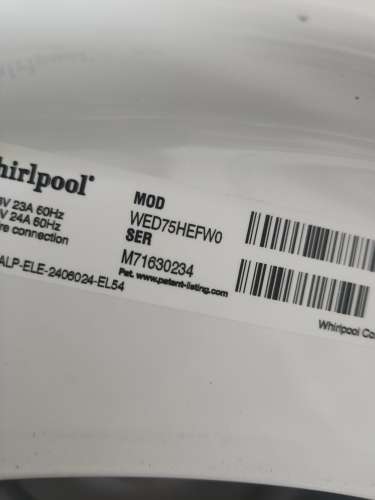 hirlpool®
V 23A 60Hz
V 24A 60Hz
re connection
ALP-ELE-2406024-EL54
MOD
WED75HEFW0
SER
M71630234
Pat. www.patent-listing.com
Whirlpool Co